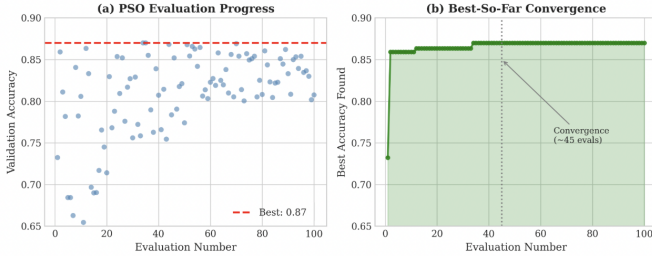 (a) PSO Evaluation Progress
0.90
0.85
0.80
0.75
0.70
0.65
Validation Accuracy
0 20 40 60 80 100
Evaluation Number
Best: 0.87
(b) Best-So-Far Convergence
0.90
0.85
0.80
0.75
0.70
0.65
Best Accuracy Found
0 20 40 60 80 100
Evaluation Number
Convergence
(~45 evals)